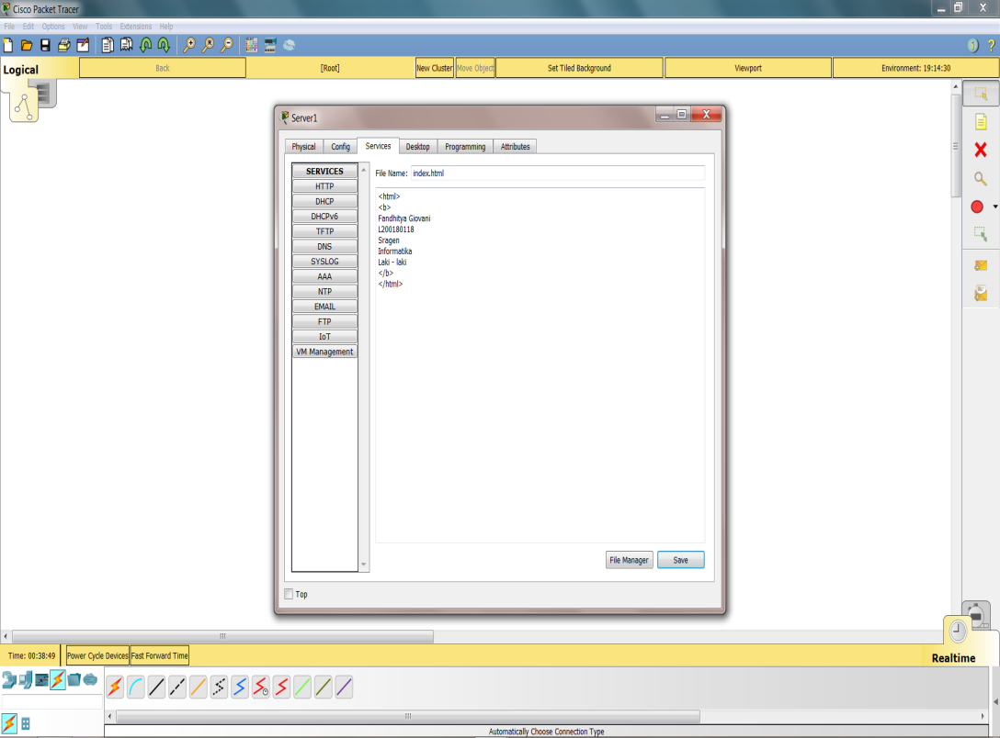 Cisco Packet Tracer
File Edit Options View Tools Extensions Help
Logical Back [Root] New Cluster Move Object Set Tiled Background Viewport Environment: 19:14:30
Server1
Physical Config Services Desktop Programming Attributes
SERVICES
HTTP
DHCP
DHCPv6
TFTP
DNS
SYSLOG
AAA
NTP
EMAIL
FTP
IoT
VM Management
File Name: index.html
<html>
<b>
Fandhitya Giovani
L200180118
Sragen
Informatika
Laki - laki
</b>
</html>
File Manager Save
Top
Time: 00:38:49 Power Cycle Devices Fast Forward Time
Realtime
Automatically Choose Connection Type